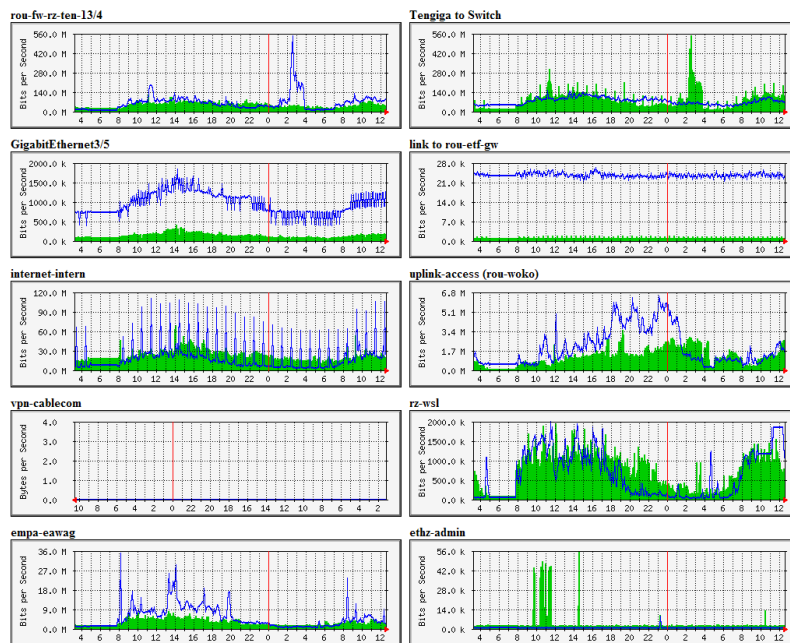 rou-fw-rz-ten-13/4
Bits per Second
560.0 M
420.0 M
280.0 M
140.0 M
0.0 M
4 6 8 10 12 14 16 18 20 22 0 2 4 6 8 10 12
Tengiga to Switch
Bits per Second
560.0 M
420.0 M
280.0 M
140.0 M
0.0 M
4 6 8 10 12 14 16 18 20 22 0 2 4 6 8 10 12
GigabitEthernet3/5
Bits per Second
2000.0 k
1500.0 k
1000.0 k
500.0 k
0.0 k
4 6 8 10 12 14 16 18 20 22 0 2 4 6 8 10 12
link to rou-etf-gw
Bits per Second
28.0 k
21.0 k
14.0 k
7.0 k
0.0 k
4 6 8 10 12 14 16 18 20 22 0 2 4 6 8 10 12
internet-intern
Bits per Second
120.0 M
90.0 M
60.0 M
30.0 M
0.0 M
4 6 8 10 12 14 16 18 20 22 0 2 4 6 8 10 12
uplink-access (rou-woko)
Bits per Second
6.8 M
5.1 M
3.4 M
1.7 M
0.0 M
4 6 8 10 12 14 16 18 20 22 0 2 4 6 8 10 12
vpn-cablecom
Bytes per Second
4.0
3.0
2.0
1.0
0.0
10 8 6 4 2 0 22 20 18 16 14 12 10 8 6 4 2
rz-wsl
Bits per Second
2000.0 k
1500.0 k
1000.0 k
500.0 k
0.0 k
4 6 8 10 12 14 16 18 20 22 0 2 4 6 8 10 12
empa-eawag
Bits per Second
36.0 M
27.0 M
18.0 M
9.0 M
0.0 M
4 6 8 10 12 14 16 18 20 22 0 2 4 6 8 10 12
ethz-admin
Bits per Second
56.0 k
42.0 k
28.0 k
14.0 k
0.0 k
4 6 8 10 12 14 16 18 20 22 0 2 4 6 8 10 12